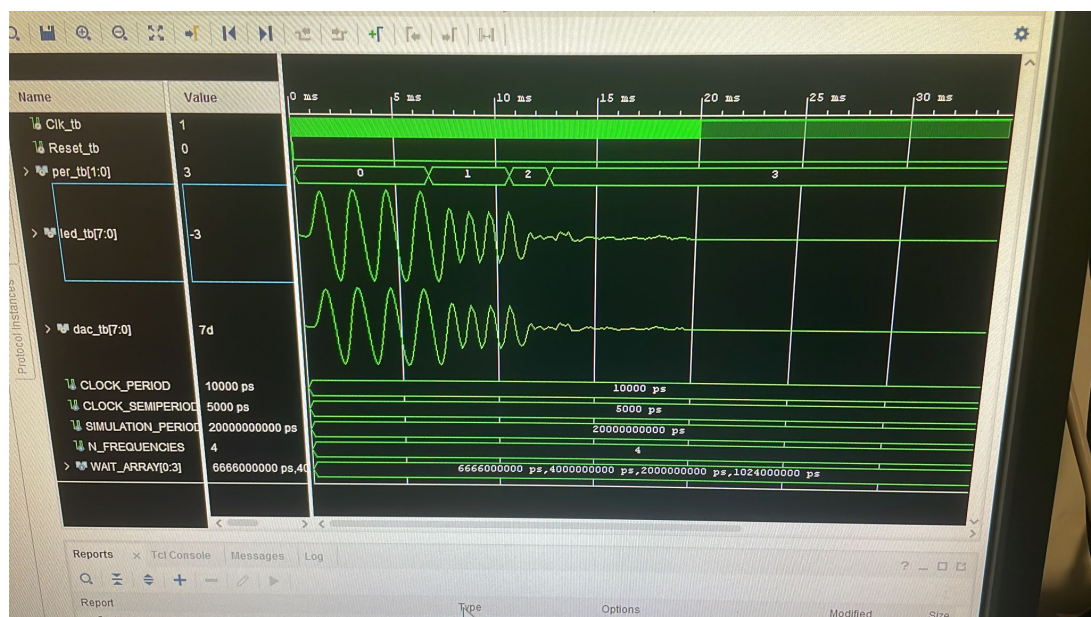 Name Value 0 ms 5 ms 10 ms 15 ms 20 ms 25 ms 30 ms
Clk_tb 1
Reset_tb 0
per_tb[1:0] 3 0 1 2 3
led_tb[7:0] -3
dac_tb[7:0] 7d
CLOCK_PERIOD 10000 ps 10000 ps
CLOCK_SEMIPERIOD 5000 ps 5000 ps
SIMULATION_PERIOD 20000000000 ps 20000000000 ps
N_FREQUENCIES 4 4
WAIT_ARRAY[0:3] 6666000000 ps,40 6666000000 ps,4000000000 ps,2000000000 ps,1024000000 ps
Protocol Instances
Reports Tcl Console Messages Log
Report Type Options Modified Size